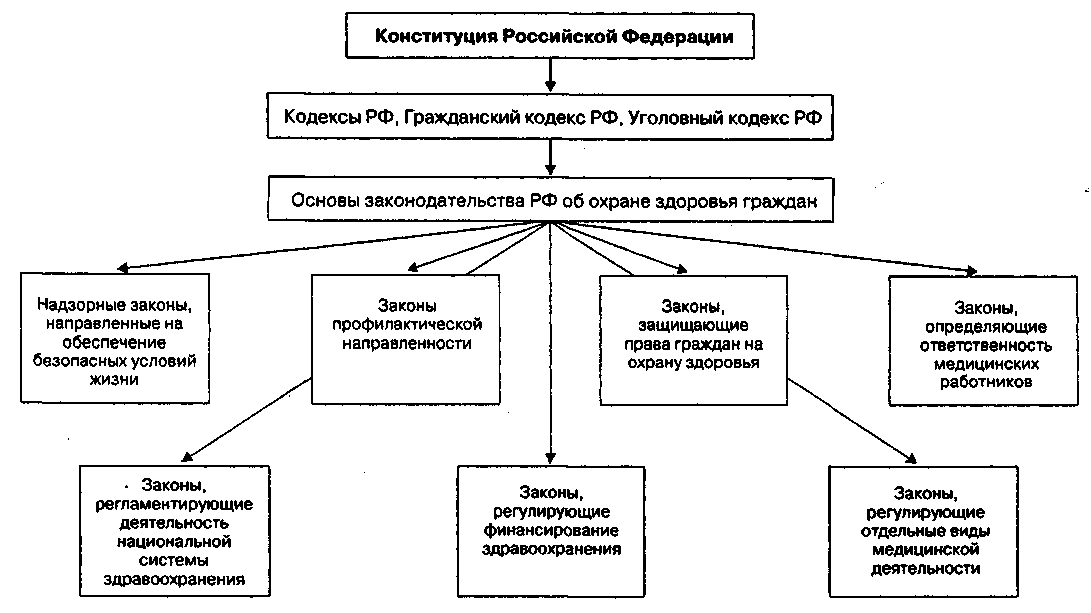 Конституция Российской Федерации
Кодексы РФ, Гражданский кодекс РФ, Уголовный кодекс РФ
Основы законодательства РФ об охране здоровья граждан
Надзорные законы,
направленные на
обеспечение
безопасных условий
жизни
Законы
профилактической
направленности
Законы,
защищающие
права граждан на
охрану здоровья
Законы,
определяющие
ответственность
медицинских
работников
Законы,
регламентирующие
деятельность
национальной
системы
здравоохранения
Законы,
регулирующие
финансирование
здравоохранения
Законы,
регулирующие
отдельные виды
медицинской
деятельности